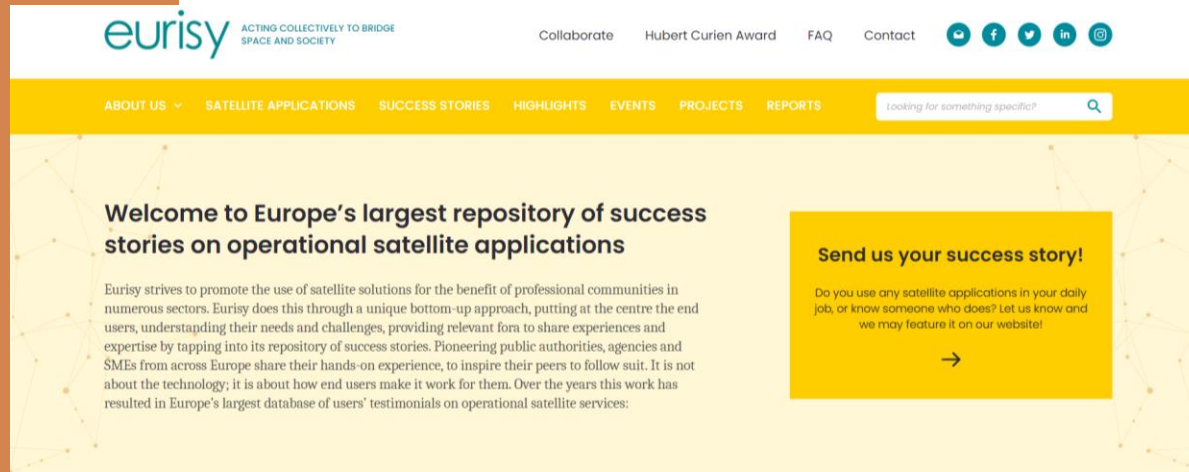 eurisy
ACTING COLLECTIVELY TO BRIDGE
SPACE AND SOCIETY
Collaborate Hubert Curien Award FAQ Contact
ABOUT US SATELLITE APPLICATIONS SUCCESS STORIES HIGHLIGHTS EVENTS PROJECTS REPORTS
Looking for something specific?
Welcome to Europe's largest repository of success
stories on operational satellite applications
Eurisy strives to promote the use of satellite solutions for the benefit of professional communities in
numerous sectors. Eurisy does this through a unique bottom-up approach, putting at the centre the end
users, understanding their needs and challenges, providing relevant fora to share experiences and
expertise by tapping into its repository of success stories. Pioneering public authorities, agencies and
SMEs from across Europe share their hands-on experience, to inspire their peers to follow suit. It is not
about the technology; it is about how end users make it work for them. Over the years this work has
resulted in Europe's largest database of users' testimonials on operational satellite services:
Send us your success story!
Do you use any satellite applications in your daily
job, or know someone who does? Let us know and
we may feature it on our website!